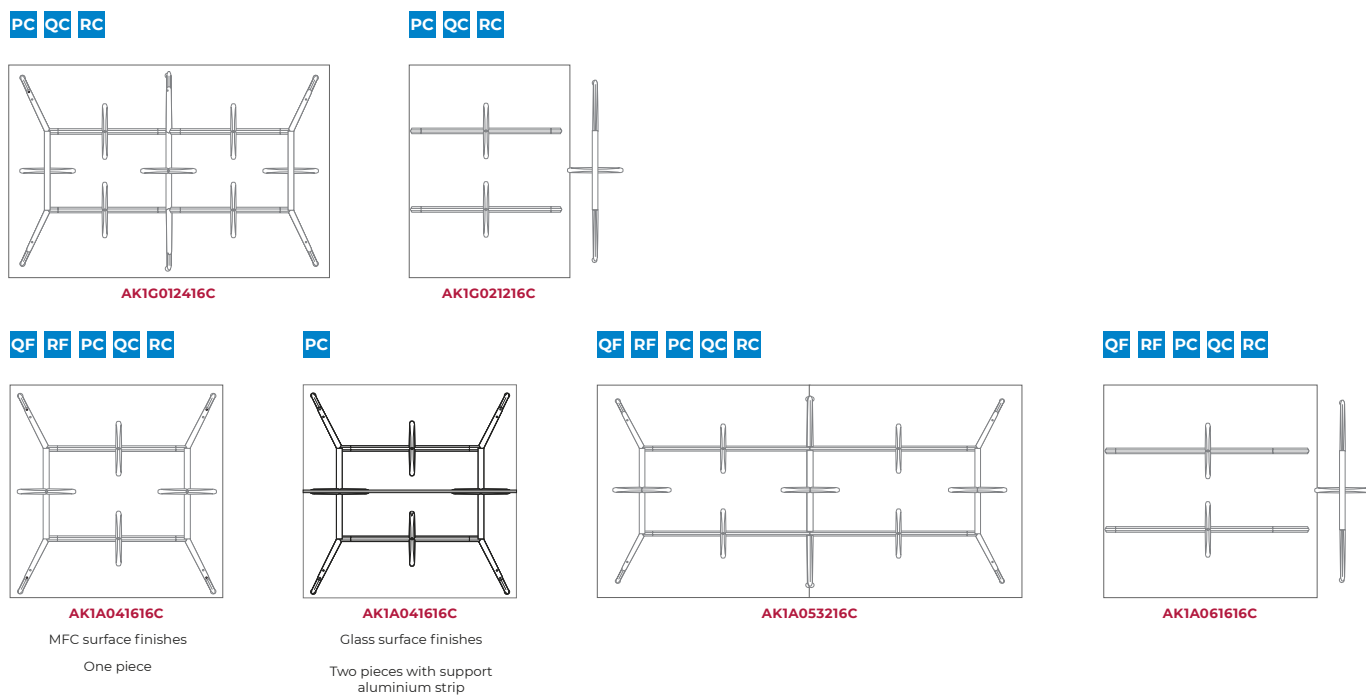 PC QC RC
PC QC RC
AK1G012416C
AK1G021216C
QF RF PC QC RC
PC
QF RF PC QC RC
QF RF PC QC RC
AK1A041616C
MFC surface finishes
One piece
AK1A041616C
Glass surface finishes
Two pieces with support
aluminium strip
AK1A053216C
AK1A061616C